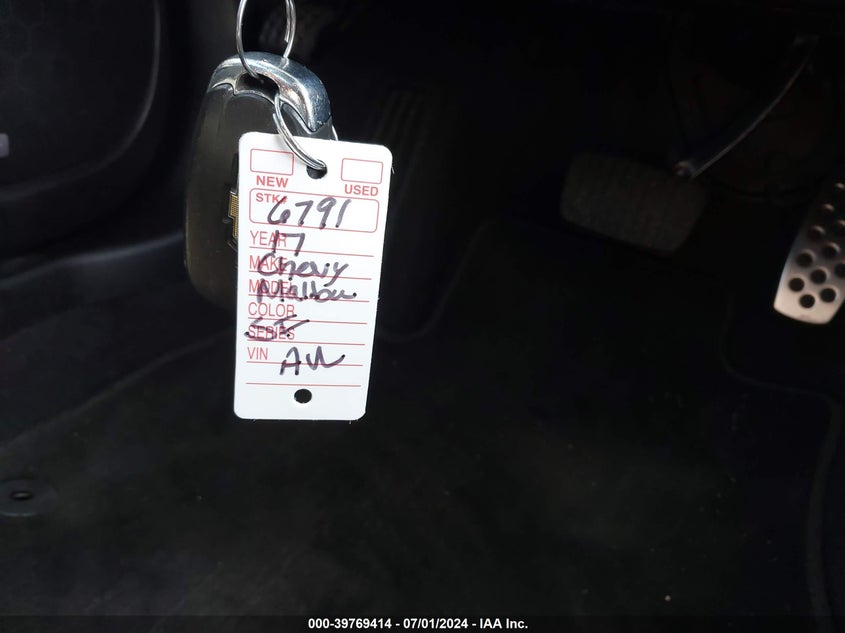 NEW USED
STK# 6791
YEAR 17
MAKE Chevy
MODEL Malibu
COLOR
SERIES
VIN
000-39769414 - 07/01/2024 - IAA Inc.